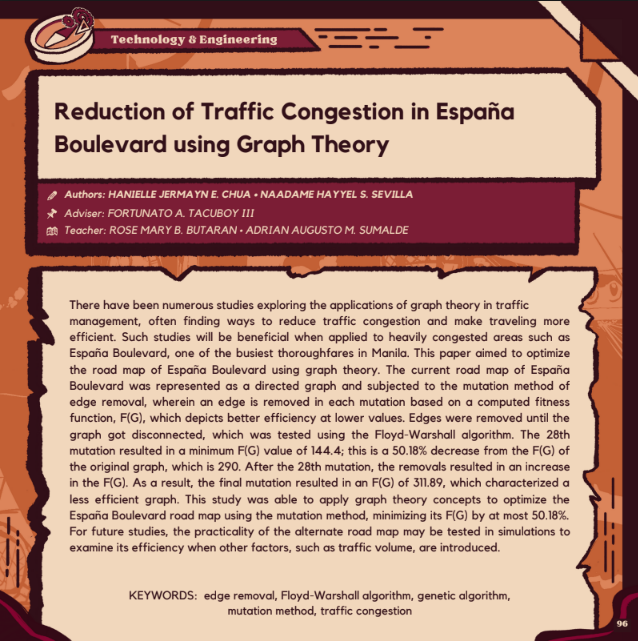 Technology & Engineering
Reduction of Traffic Congestion in España
Boulevard using Graph Theory
Authors: HANIELLE JERMAYN E. CHUA • NAADAME HAYYEL S. SEVILLA
Adviser: FORTUNATO A. TACUBOY III
Teacher: ROSE MARY B. BUTARAN • ADRIAN AUGUSTO M. SUMALDE
There have been numerous studies exploring the applications of graph theory in traffic
management, often finding ways to reduce traffic congestion and make traveling more
efficient. Such studies will be beneficial when applied to heavily congested areas such as
España Boulevard, one of the busiest thoroughfares in Manila. This paper aimed to optimize
the road map of España Boulevard using graph theory. The current road map of España
Boulevard was represented as a directed graph and subjected to the mutation method of
edge removal, wherein an edge is removed in each mutation based on a computed fitness
function, F(G), which depicts better efficiency at lower values. Edges were removed until the
graph got disconnected, which was tested using the Floyd-Warshall algorithm. The 28th
mutation resulted in a minimum F(G) value of 144.4; this is a 50.18% decrease from the F(G) of
the original graph, which is 290. After the 28th mutation, the removals resulted in an increase
in the F(G). As a result, the final mutation resulted in an F(G) of 311.89, which characterized a
less efficient graph. This study was able to apply graph theory concepts to optimize the
España Boulevard road map using the mutation method, minimizing its F(G) by at most 50.18%.
For future studies, the practicality of the alternate road map may be tested in simulations to
examine its efficiency when other factors, such as traffic volume, are introduced.
KEYWORDS: edge removal, Floyd-Warshall algorithm, genetic algorithm,
mutation method, traffic congestion
96